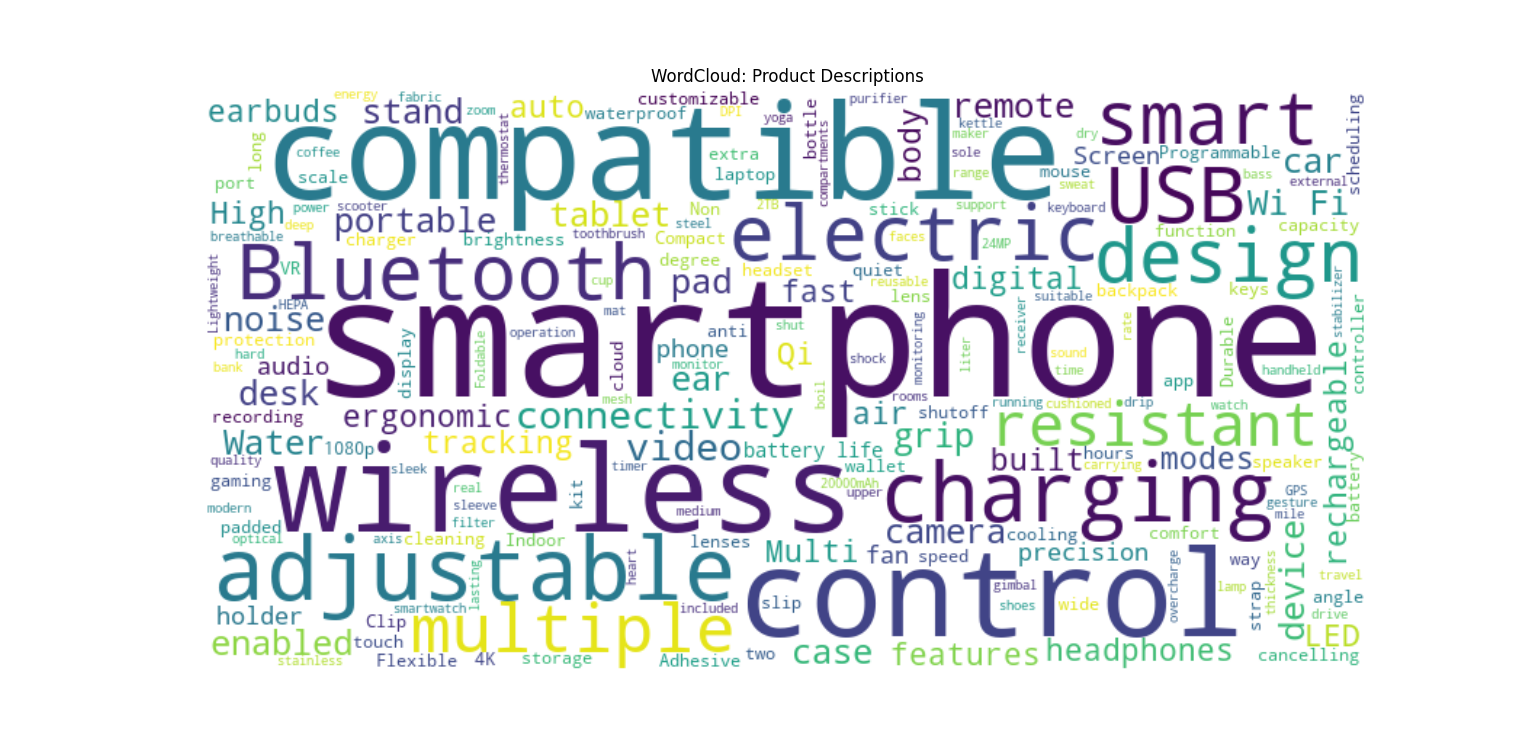 WordCloud: Product Descriptions
energy fabric customizable purifier
earbuds stand zoom auto waterproof DPI yoga bottle compatible body remote kettle maker dry smart scheduling
long coffee scale thermostat extra laptop compartments sole range sweat mouse Screen Programmable car bass external
port High power scooter deep portable tablet Non 2TB steel stick support keyboard USB Wi Fi capacity
breathable charger brightness toothbrush Compact degree electric faces 24MP function design
Lightweight VR HEPA Bluetooth cup pad headset quiet fast reusable lens digital suitable backpack keys stabilizer
noise smartphone mat operation anti shut monitoring receiver rate controller
protection hard bank audio display Foldable cloud phone monitor Qi shock liter sound time app Durable handheld
desk mesh ear boil rooms running cushioned drip watch rechargeable
recording ergonomic connectivity air shutoff resistant
Water 1080p tracking video battery life grip built hours modes speaker
quality gaming sleek timer wallet 20000mAh upper carrying GPS gesture battery
modern wireless real sleeve kit medium charging mile
padded optical axis filter cleaning Indoor lenses camera cooling comfort
adjustable lasting heart Multi fan speed precision way device thickness travel
holder smartwatch included slip control gimbal shoes wide overcharge lamp strap angle drive
enabled Clip touch multiple LED
stainless Flexible 4K storage Adhesive two case features headphones cancelling